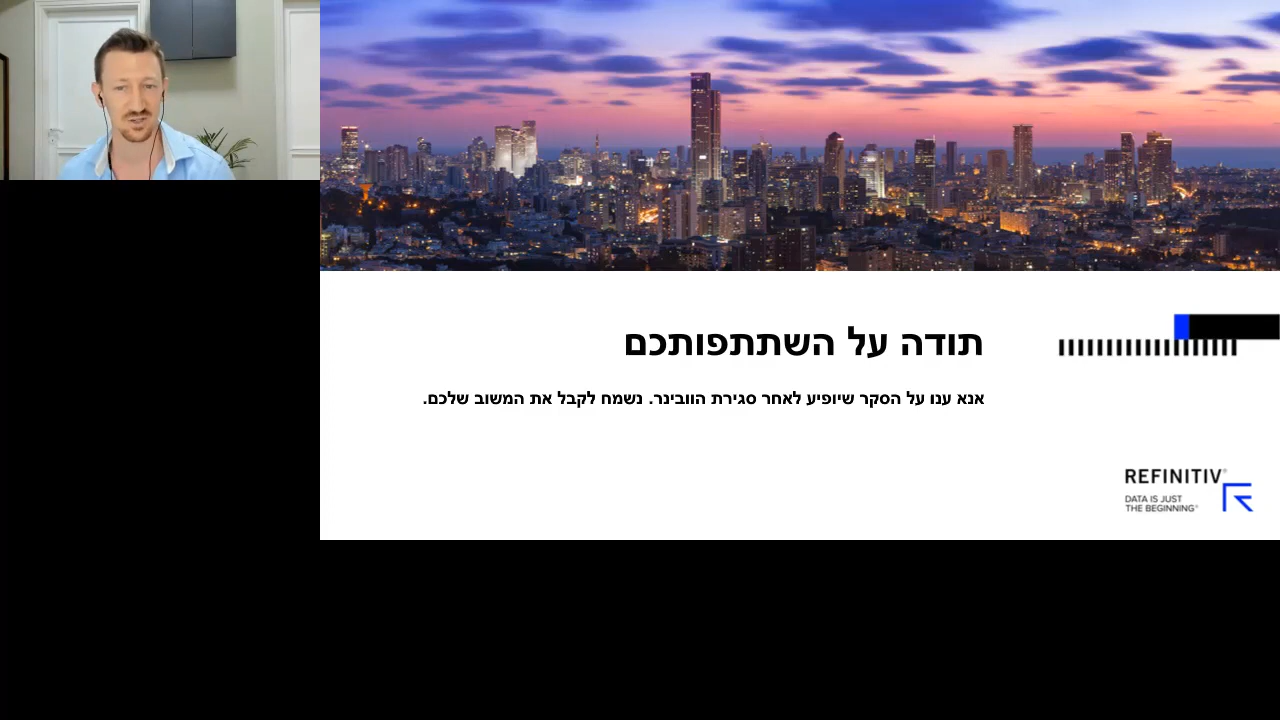 תודה על השתתפותכם
אנא ענו על הסקר שיופיע לאחר סגירת הוובינר. נשמח לקבל את המשוב שלכם.
REFINITIV®
DATA IS JUST
THE BEGINNING®